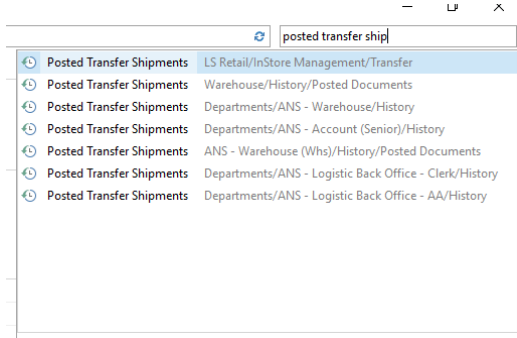 posted transfer ship
Posted Transfer Shipments LS Retail/InStore Management/Transfer
Posted Transfer Shipments Warehouse/History/Posted Documents
Posted Transfer Shipments Departments/ANS - Warehouse/History
Posted Transfer Shipments Departments/ANS - Account (Senior)/History
Posted Transfer Shipments ANS - Warehouse (Whs)/History/Posted Documents
Posted Transfer Shipments Departments/ANS - Logistic Back Office - Clerk/History
Posted Transfer Shipments Departments/ANS - Logistic Back Office - AA/History